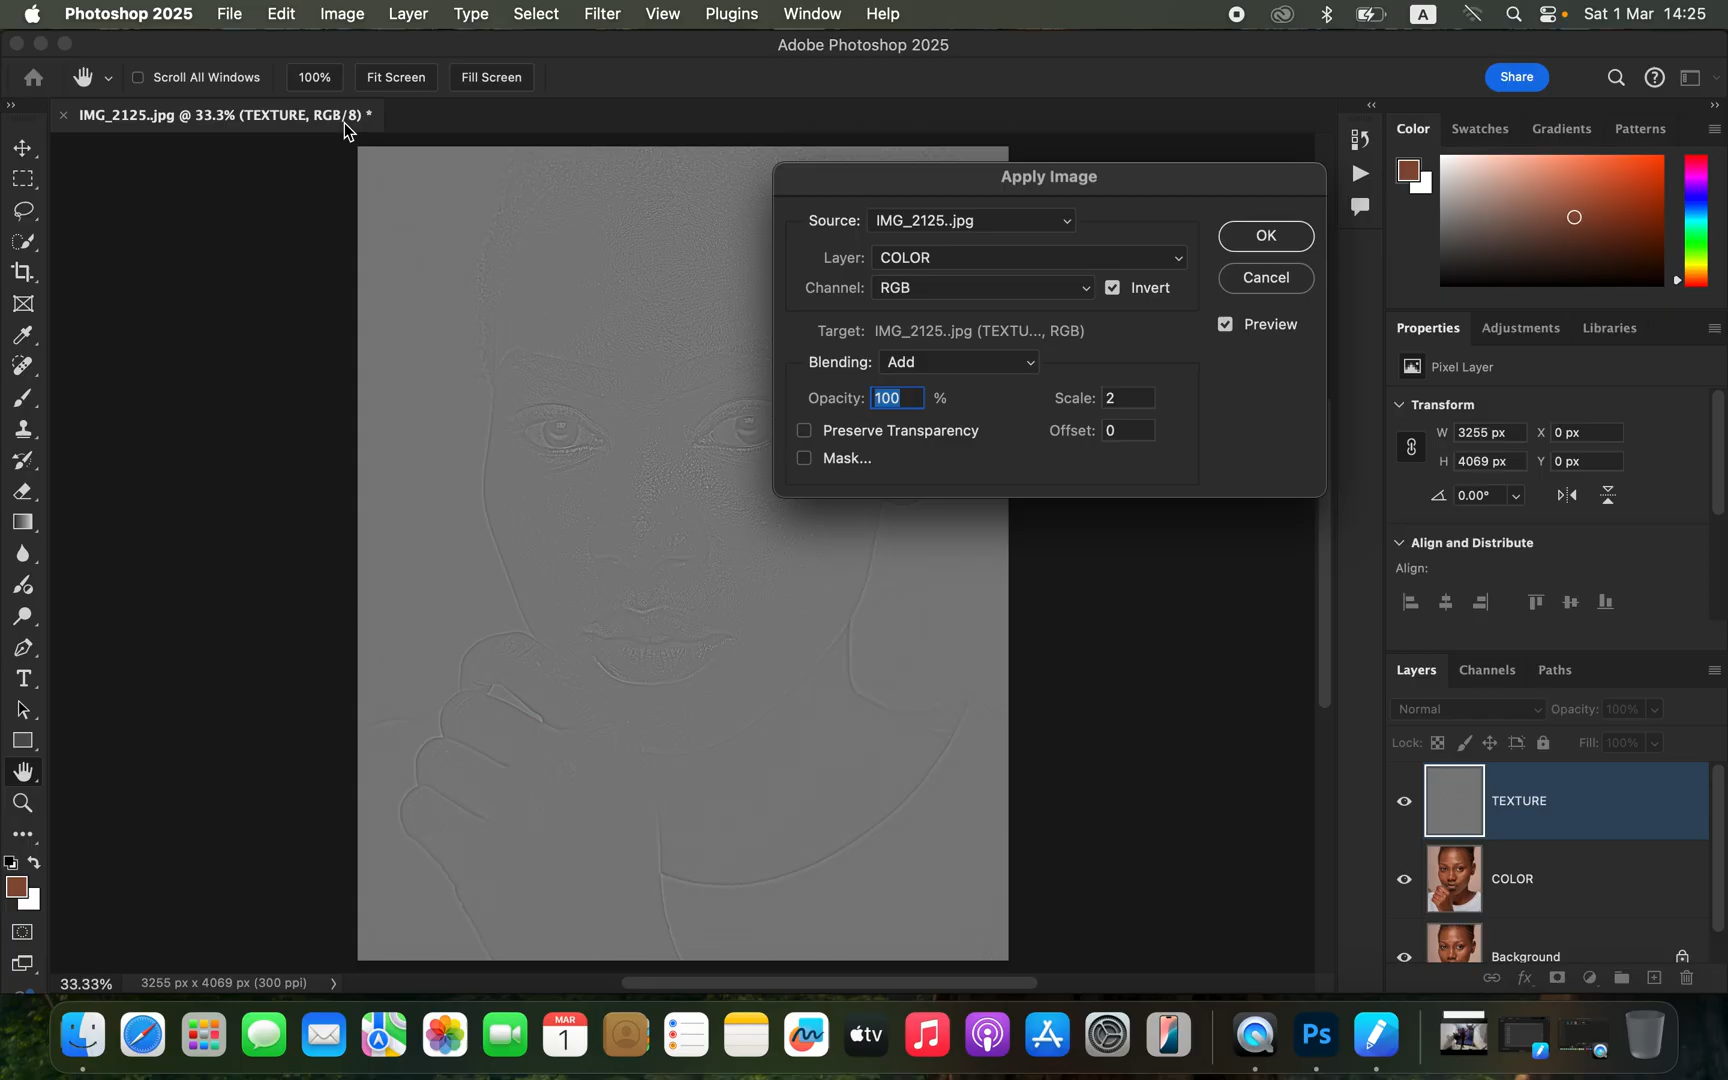 Photoshop 2025 File Edit Image Layer Type Select Filter View Plugins Window Help A Sat 1 Mar 14:25
Adobe Photoshop 2025
Scroll All Windows 100% Fit Screen Fill Screen Share
IMG_2125..jpg @ 33.3% (TEXTURE, RGB/8) *
Color Swatches Gradients Patterns
Apply Image
Source: IMG_2125..jpg
OK
Layer: COLOR
Cancel
Channel: RGB Invert
Preview
Target: IMG_2125..jpg (TEXTU..., RGB)
Blending: Add
Opacity: 100 % Scale: 2
Preserve Transparency Offset: 0
Mask...
Properties Adjustments Libraries
Pixel Layer
Transform
W 3255 px X 0 px
H 4069 px Y 0 px
0.00°
Align and Distribute
Align:
Layers Channels Paths
Normal Opacity: 100%
Lock: Fill: 100%
TEXTURE
COLOR
Background
fx
33.33% 3255 px x 4069 px (300 ppi)
MAR
1
tv
Ps